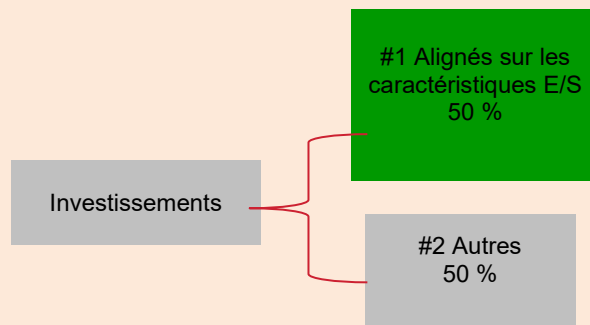 #1 Alignés sur les
caractéristiques E/S
50 %
Investissements
#2 Autres
50 %